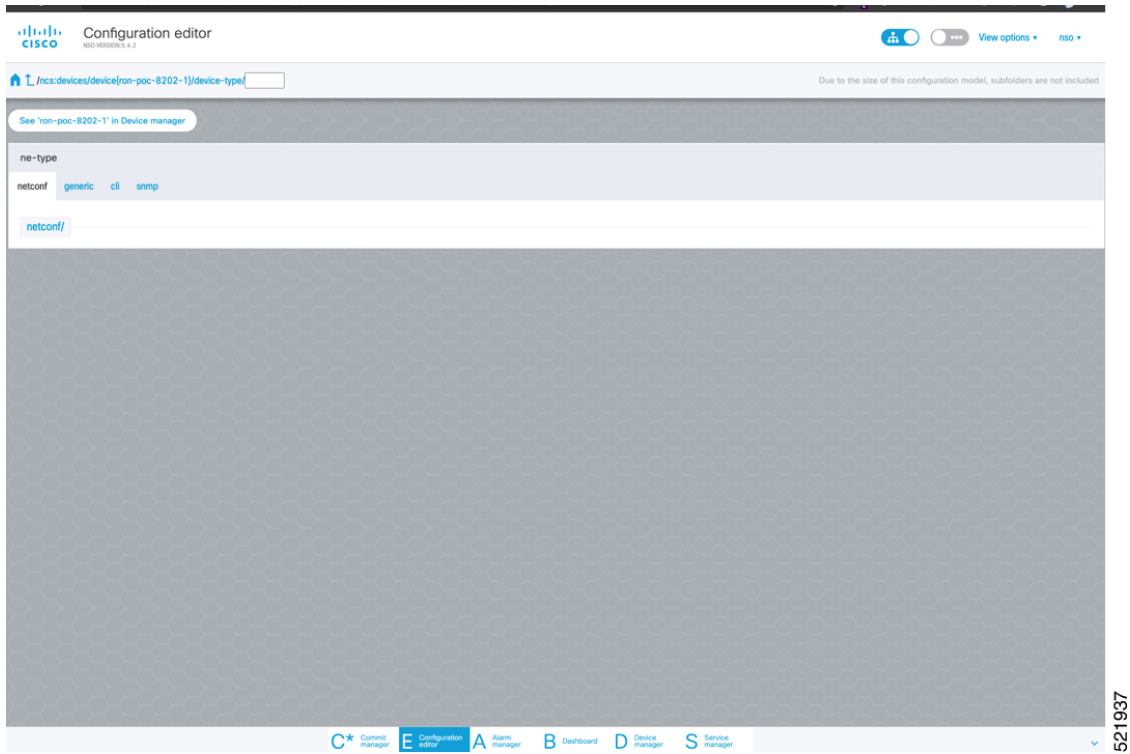 CISCO
Configuration editor
NSO VERSION:5.4.2
View options
nso
/ncs:devices/device{ron-poc-8202-1}/device-type/
Due to the size of this configuration model, subfolders are not included
See 'ron-poc-8202-1' in Device manager
ne-type
netconf generic cli snmp
netconf/
C* Commit manager
E Configuration editor
A Alarm manager
B Dashboard
D Device manager
S Service manager
521937